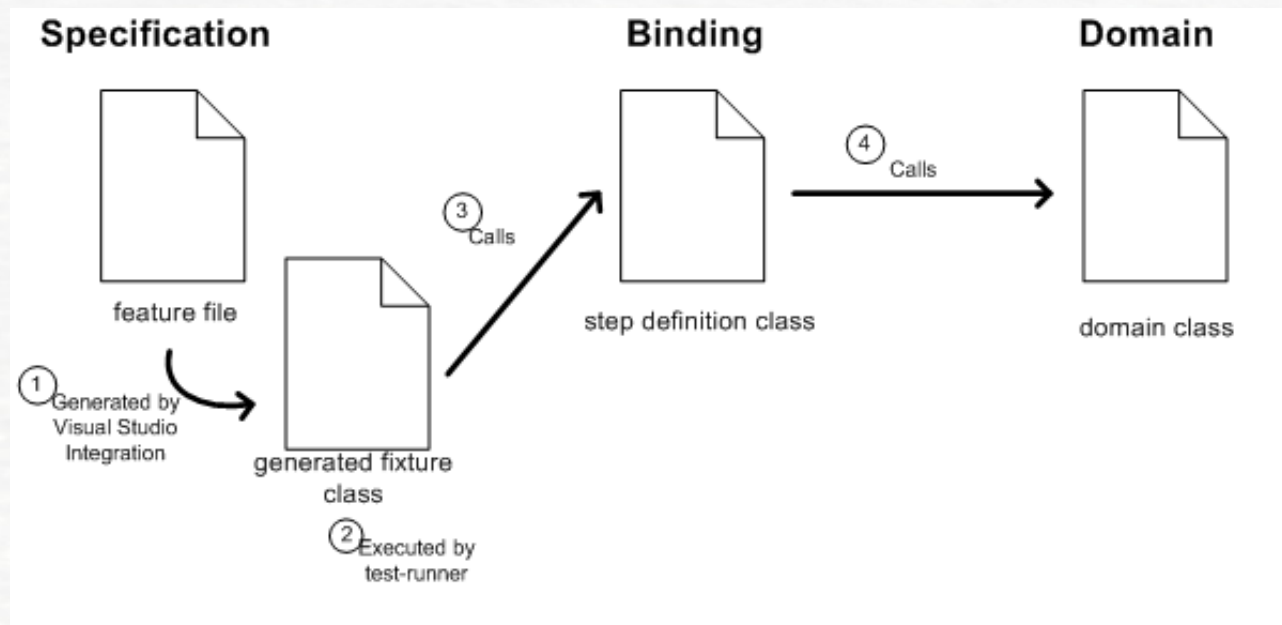 Specification
Binding
Domain
4
Calls
3
Calls
feature file
step definition class
domain class
1
Generated by
Visual Studio
Integration
generated fixture
class
2
Executed by
test-runner